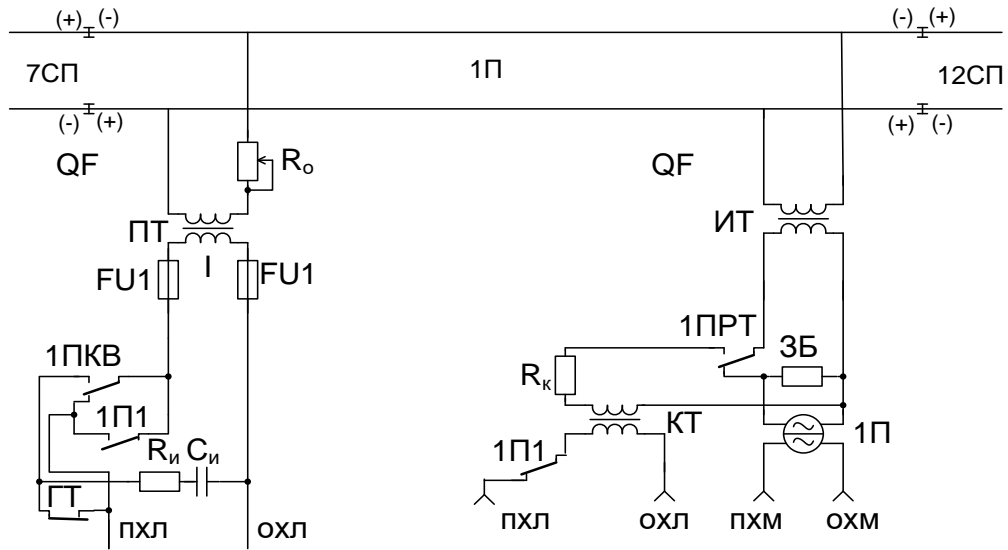 (+) (-)
(-) (+)
7СП
1П
12СП
(-) (+)
(+) (-)
QF
Rо
QF
ПТ
ИТ
FU1
I
FU1
1ПРТ
ЗБ
1ПКВ
Rк
1П1
КТ
1П
Rи Cи
1П1
ГТ
пхл
охл
пхл
охл
пхм
охм